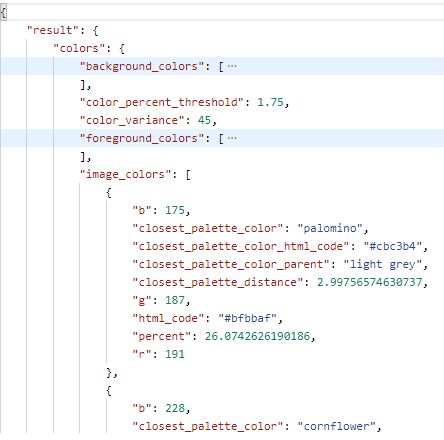 {
"result": {
"colors": {
"background_colors": [ ...
],
"color_percent_threshold": 1.75,
"color_variance": 45,
"foreground_colors": [ ...
],
"image_colors": [
{
"b": 175,
"closest_palette_color": "palomino",
"closest_palette_color_html_code": "#cbc3b4",
"closest_palette_color_parent": "light grey",
"closest_palette_distance": 2.99756574630737,
"g": 187,
"html_code": "#bfbbaf",
"percent": 26.0742626190186,
"r": 191
},
{
"b": 228,
"closest_palette_color": "cornflower",